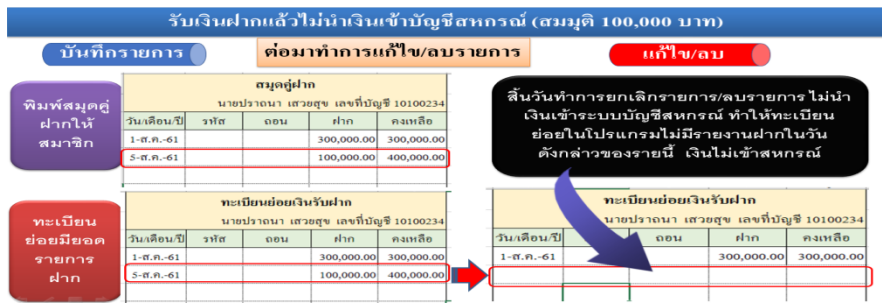 รับเงินฝากแล้วไม่นำเงินเข้าบัญชีสหกรณ์ (สมมุติ 100,000 บาท)
บันทึกรายการ
ต่อมาทำการแก้ไข/ลบรายการ
แก้ไข/ลบ
พิมพ์สมุดคู่
ฝากให้
สมาชิก
สมุดคู่ฝาก
นายปราถนา เสวยสุข เลขที่บัญชี 10100234
วัน/เดือน/ปี รหัส ถอน ฝาก คงเหลือ
1-ส.ค.-61 300,000.00 300,000.00
5-ส.ค.-61 100,000.00 400,000.00
สิ้นวันทำการยกเลิกรายการ/ลบรายการ ไม่นำ
เงินเข้าระบบบัญชีสหกรณ์ ทำให้ทะเบียน
ย่อยในโปรแกรมไม่มีรายงานฝากในวัน
ดังกล่าวของรายนี้ เงินไม่เข้าสหกรณ์
ทะเบียน
ย่อยมียอด
รายการ
ฝาก
ทะเบียนย่อยเงินรับฝาก
นายปราถนา เสวยสุข เลขที่บัญชี 10100234
วัน/เดือน/ปี รหัส ถอน ฝาก คงเหลือ
1-ส.ค.-61 300,000.00 300,000.00
5-ส.ค.-61 100,000.00 400,000.00
ทะเบียนย่อยเงินรับฝาก
นายปราถนา เสวยสุข เลขที่บัญชี 10100234
วัน/เดือน/ปี ถอน ฝาก คงเหลือ
1-ส.ค.-61 300,000.00 300,000.00